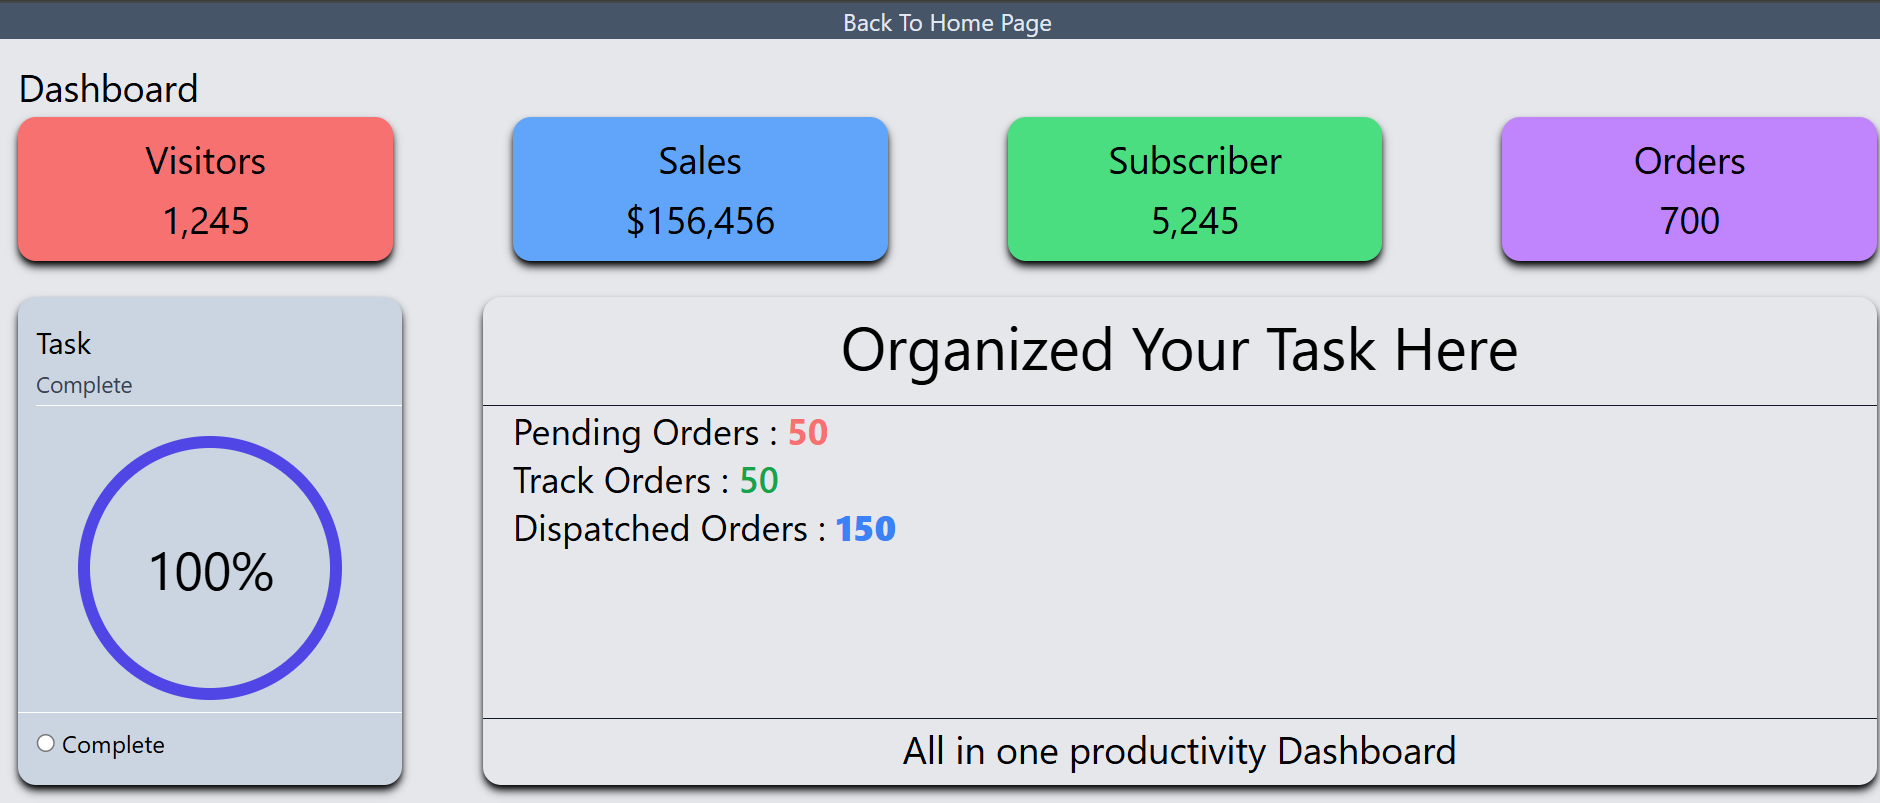 Back To Home Page
Dashboard
Visitors
1,245
Sales
$156,456
Subscriber
5,245
Orders
700
Task
Complete
100%
Complete
Organized Your Task Here
Pending Orders : 50
Track Orders : 50
Dispatched Orders : 150
All in one productivity Dashboard